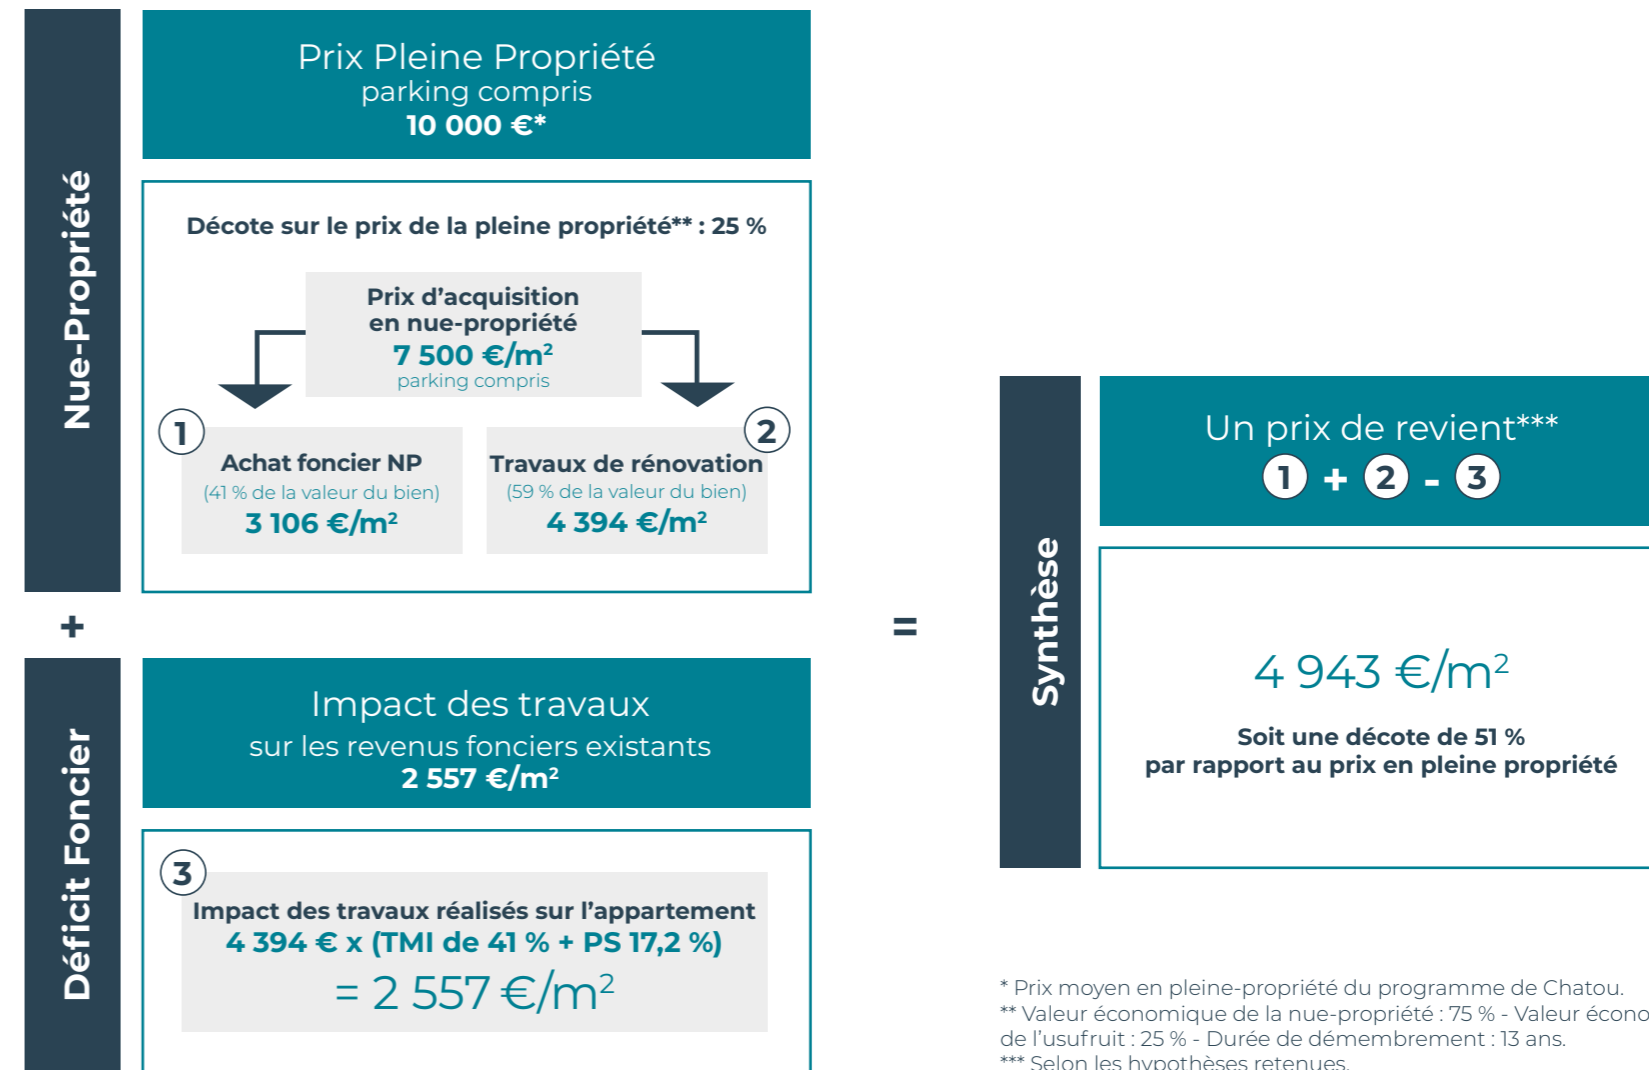 Nue-Propriété
Prix Pleine Propriété
parking compris
10 000 €*
Décote sur le prix de la pleine propriété** : 25 %
Prix d’acquisition
en nue-propriété
7 500 €/m²
parking compris
1
Achat foncier NP
(41 % de la valeur du bien)
3 106 €/m²
2
Travaux de rénovation
(59 % de la valeur du bien)
4 394 €/m²
+
Déficit Foncier
Impact des travaux
sur les revenus fonciers existants
2 557 €/m²
3
Impact des travaux réalisés sur l’appartement
4 394 € x (TMI de 41 % + PS 17,2 %)
= 2 557 €/m²
=
Synthèse
Un prix de revient***
1 + 2 - 3
4 943 €/m²
Soit une décote de 51 %
par rapport au prix en pleine propriété
* Prix moyen en pleine-propriété du programme de Chatou.
** Valeur économique de la nue-propriété : 75 % - Valeur écono
de l’usufruit : 25 % - Durée de démembrement : 13 ans.
*** Selon les hypothèses retenues.